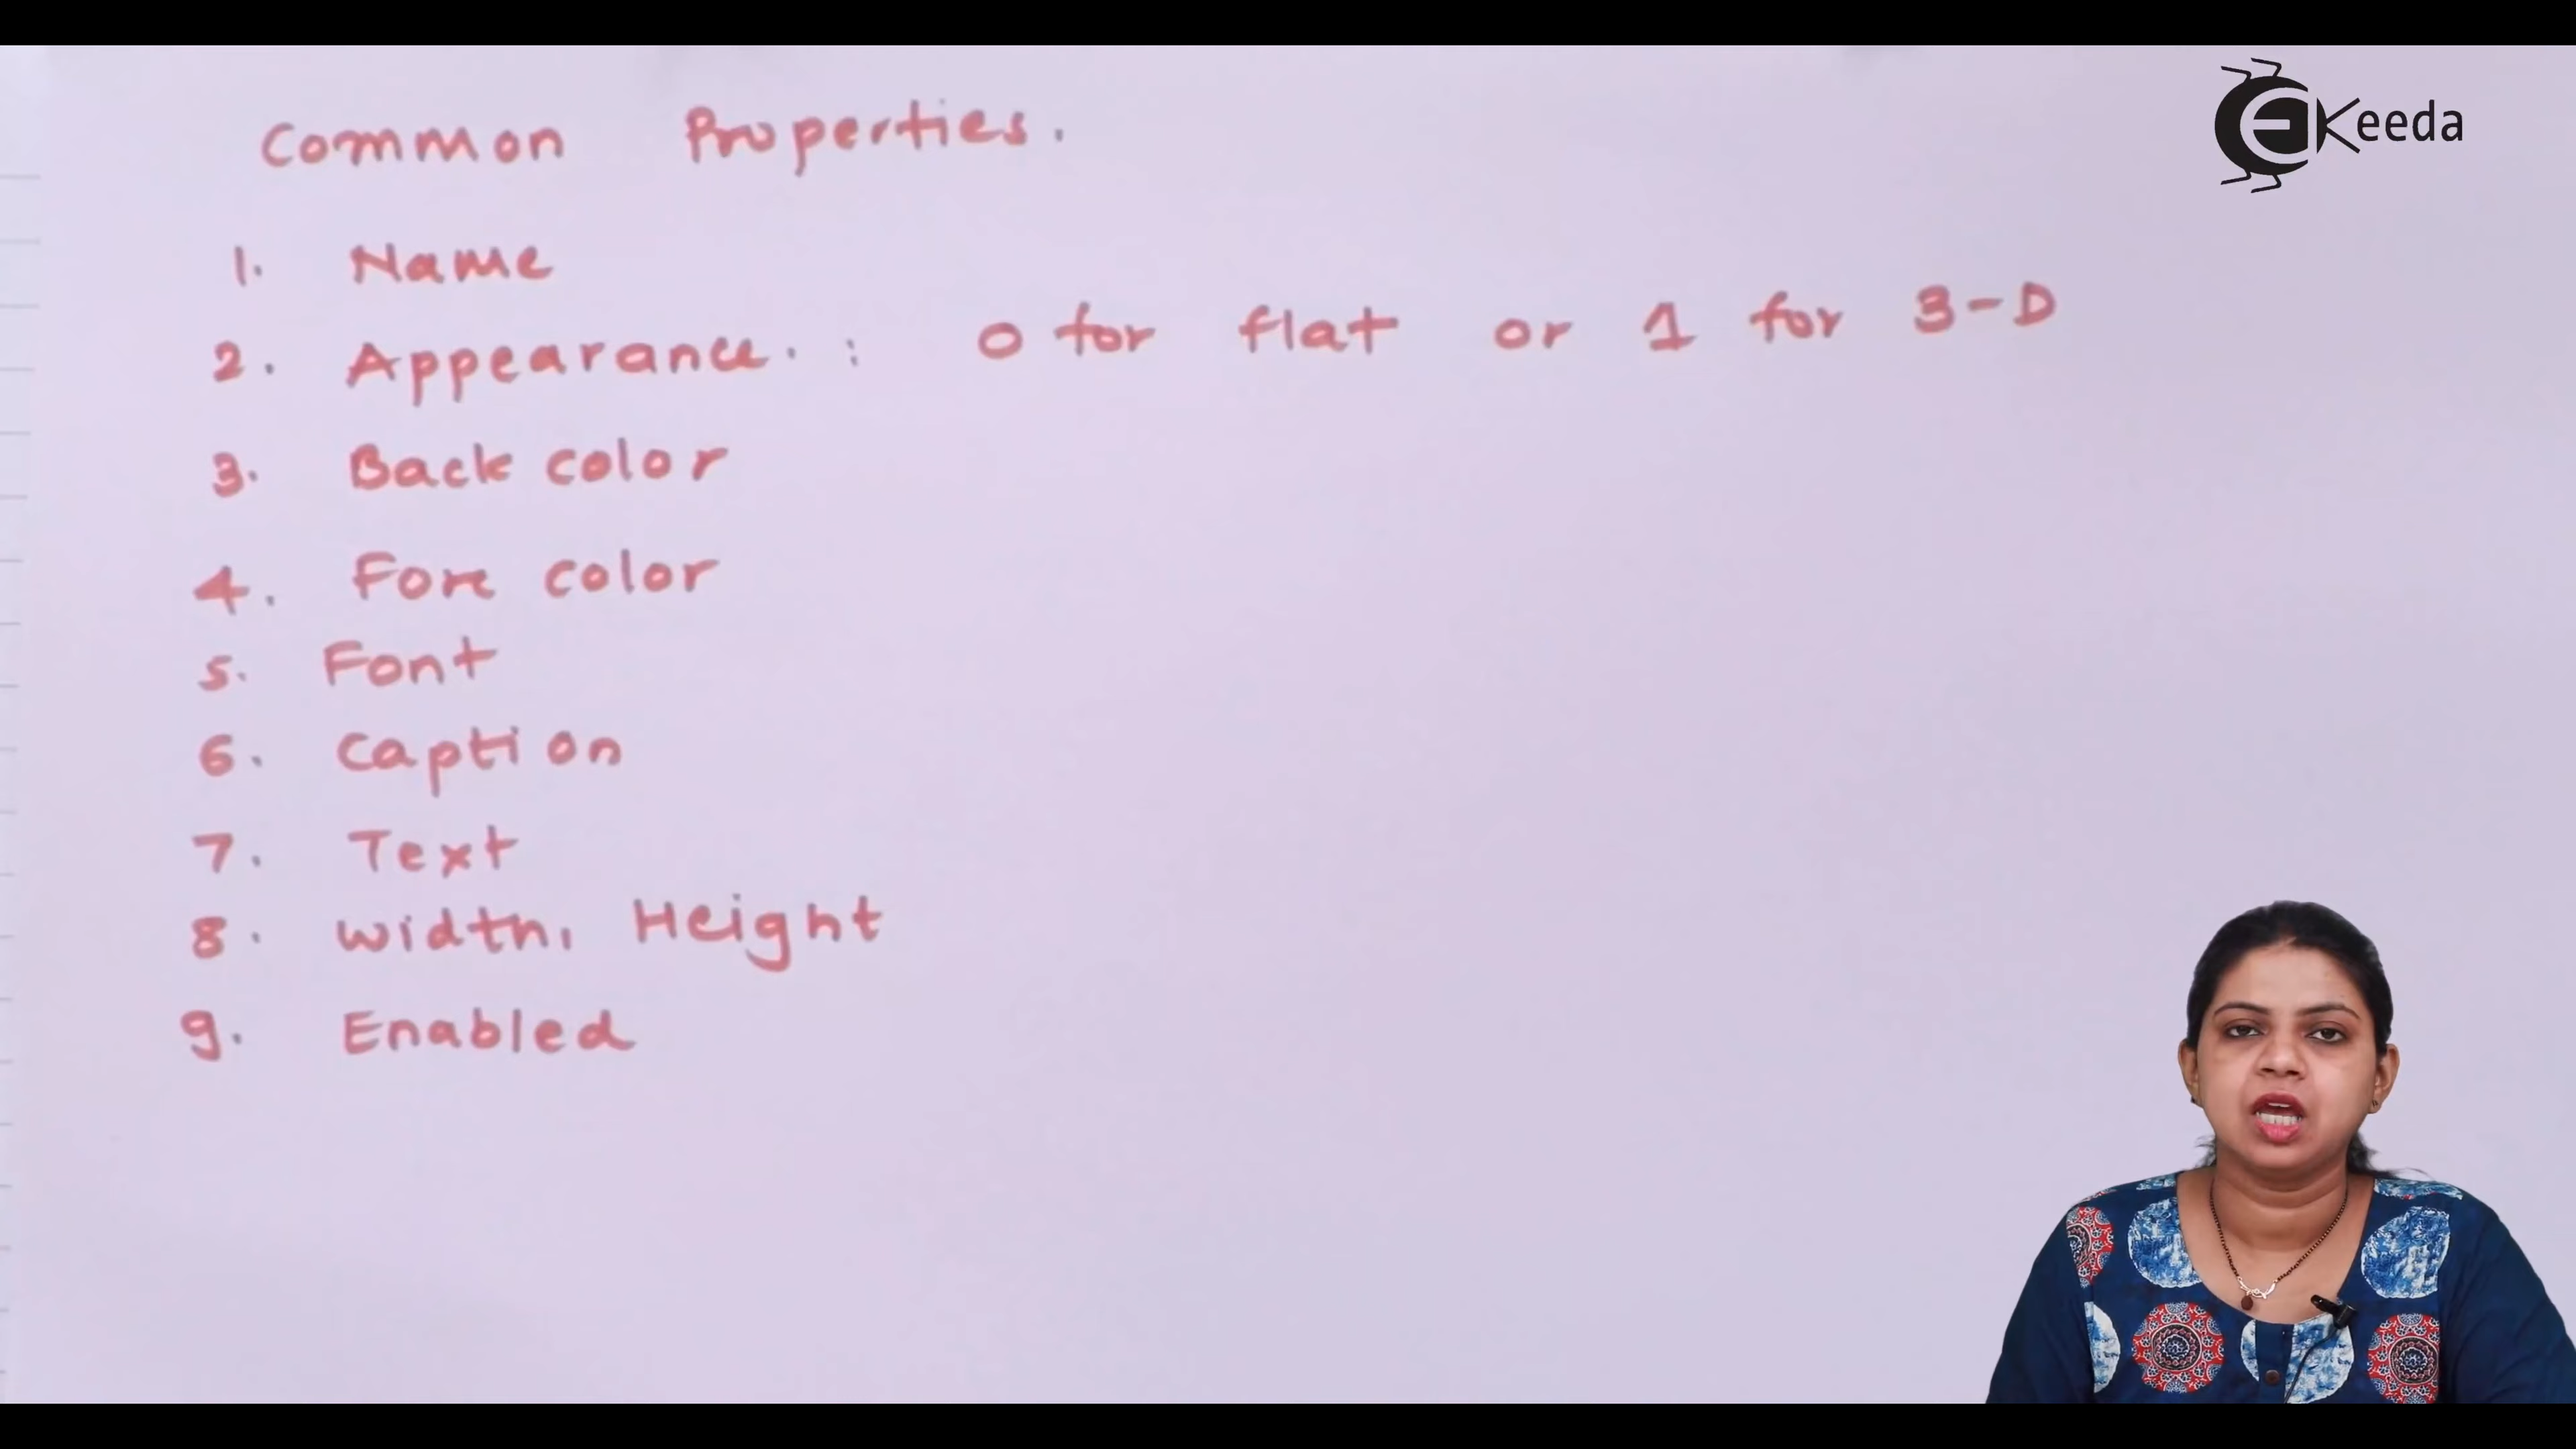 Common Properties.
EKeeda
1. Name
2. Appearance. : 0 for flat or 1 for 3-D
3. Back color
4. Fore color
5. Font
6. Caption
7. Text
8. Width, Height
9. Enabled